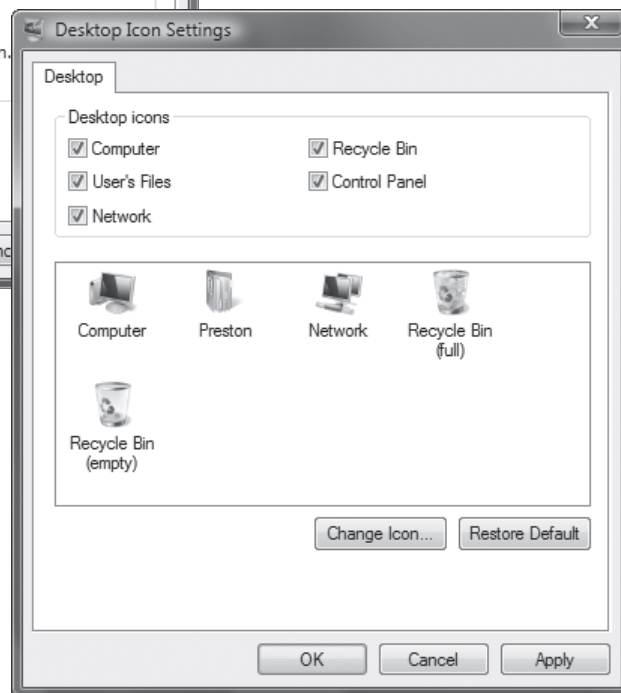 Desktop Icon Settings
n.
Desktop
Desktop icons
Computer
Recycle Bin
User's Files
Control Panel
Network
nc
Computer
Preston
Network
Recycle Bin
(full)
Recycle Bin
(empty)
Change Icon...
Restore Default
OK
Cancel
Apply